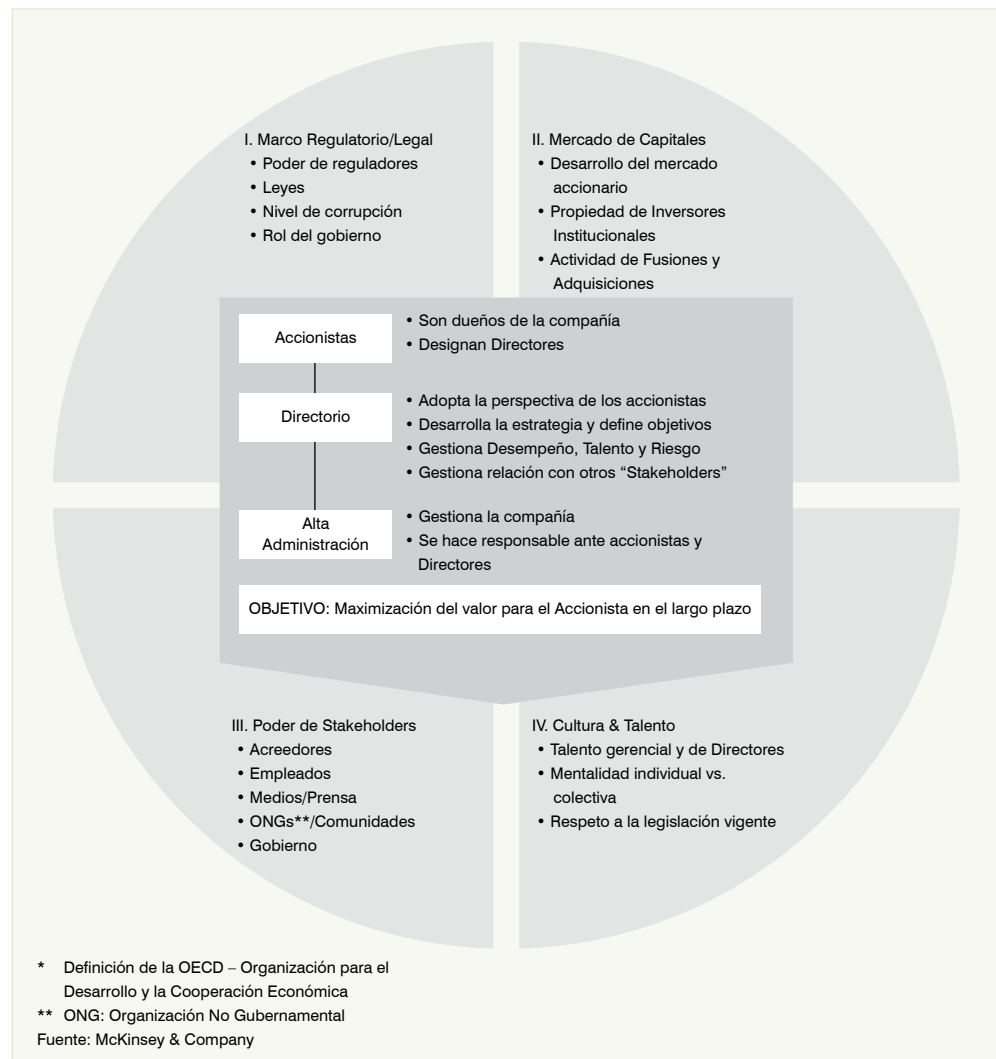 I. Marco Regulatorio/Legal
• Poder de reguladores
• Leyes
• Nivel de corrupción
• Rol del gobierno
II. Mercado de Capitales
• Desarrollo del mercado
accionario
• Propiedad de Inversores
Institucionales
• Actividad de Fusiones y
Adquisiciones
Accionistas
• Son dueños de la compañía
• Designan Directores
Directorio
• Adopta la perspectiva de los accionistas
• Desarrolla la estrategia y define objetivos
• Gestiona Desempeño, Talento y Riesgo
• Gestiona relación con otros “Stakeholders”
Alta
Administración
• Gestiona la compañía
• Se hace responsable ante accionistas y
Directores
OBJETIVO: Maximización del valor para el Accionista en el largo plazo
III. Poder de Stakeholders
• Acreedores
• Empleados
• Medios/Prensa
• ONGs**/Comunidades
• Gobierno
IV. Cultura & Talento
• Talento gerencial y de Directores
• Mentalidad individual vs.
colectiva
• Respeto a la legislación vigente
* Definición de la OECD – Organización para el
Desarrollo y la Cooperación Económica
** ONG: Organización No Gubernamental
Fuente: McKinsey & Company